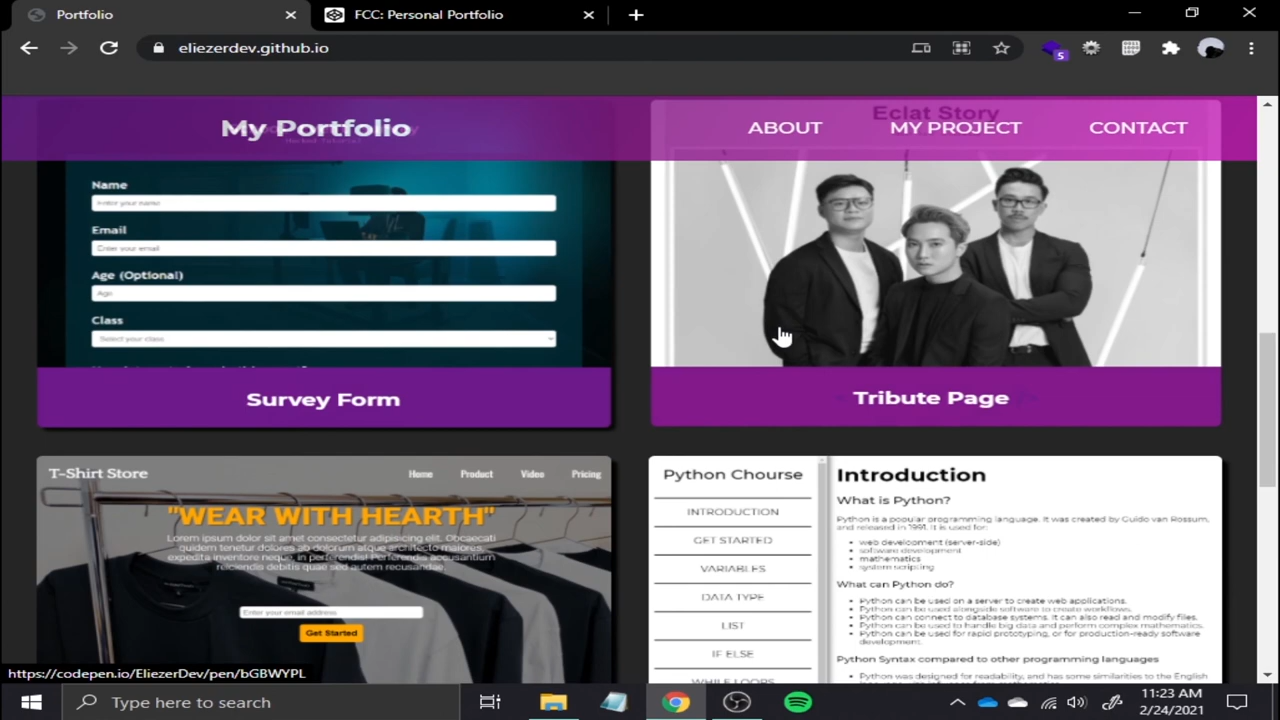 Portfolio
FCC: Personal Portfolio
eliezerdev.github.io
5
My Portfolio
ABOUT
MY PROJECT
CONTACT
Eclat Story
Name
Enter your name
Email
Enter your email
Age (Optional)
Age
Class
Select your class
Survey Form
Tribute Page
T-Shirt Store
Home
Product
Video
Pricing
"WEAR WITH HEARTH"
Lorem ipsum dolor sit amet consectetur adipisicing elit. Obcaecati
quidem tenetur dolores ab dolorum atque architecto maiores,
expedita inventore neque, in perferendis! Perferendis
reiciendis debitis quae sed autem recusandae.
Enter your email address
Get Started
Python Chourse
INTRODUCTION
GET STARTED
VARIABLES
DATA TYPE
LIST
IF ELSE
WHILE LOOPS
Introduction
What is Python?
Python is a popular programming language. It was created by Guido van Rossum,
and released in 1991. It is used for:
web development (server-side)
software development
mathematics
system scripting
What can Python do?
Python can be used on a server to create web applications.
Python can be used alongside software to create workflows.
Python can connect to database systems. It can also read and modify files.
Python can be used to handle big data and perform complex mathematics.
Python can be used for rapid prototyping, or for production-ready software
development.
Python Syntax compared to other programming languages
Python was designed for readability, and has some similarities to the English
https://codepen.io/EliezerDev/pen/bGBWYPL
Type here to search
11:23 AM
2/24/2021